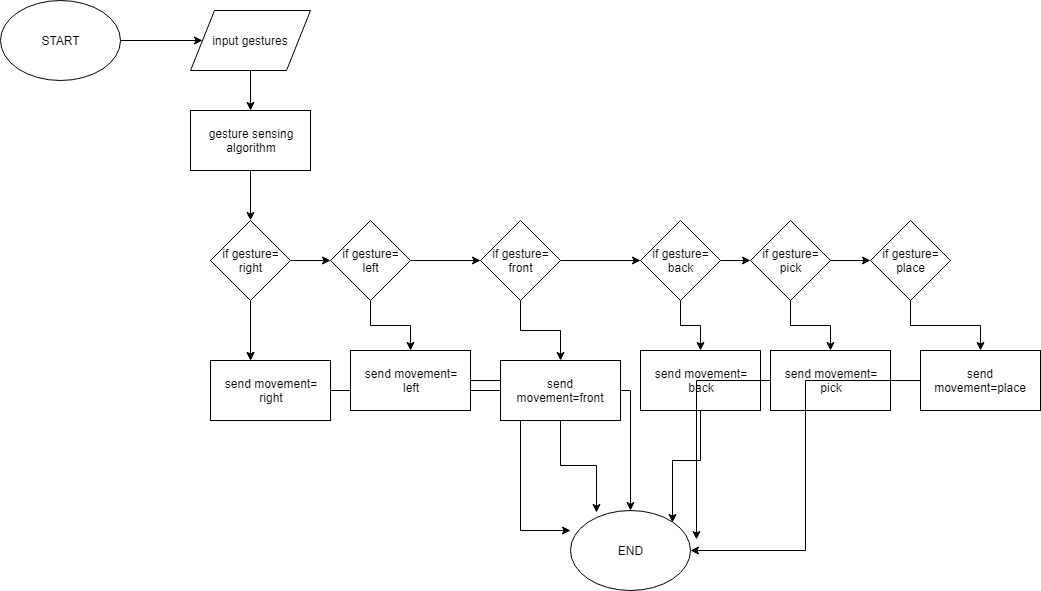 START
input gestures
gesture sensing
algorithm
if gesture=
right
if gesture=
left
if gesture=
front
if gesture=
back
if gesture=
pick
if gesture=
place
send movement=
right
send movement=
left
send
movement=front
send movement=
back
send movement=
pick
send
movement=place
END